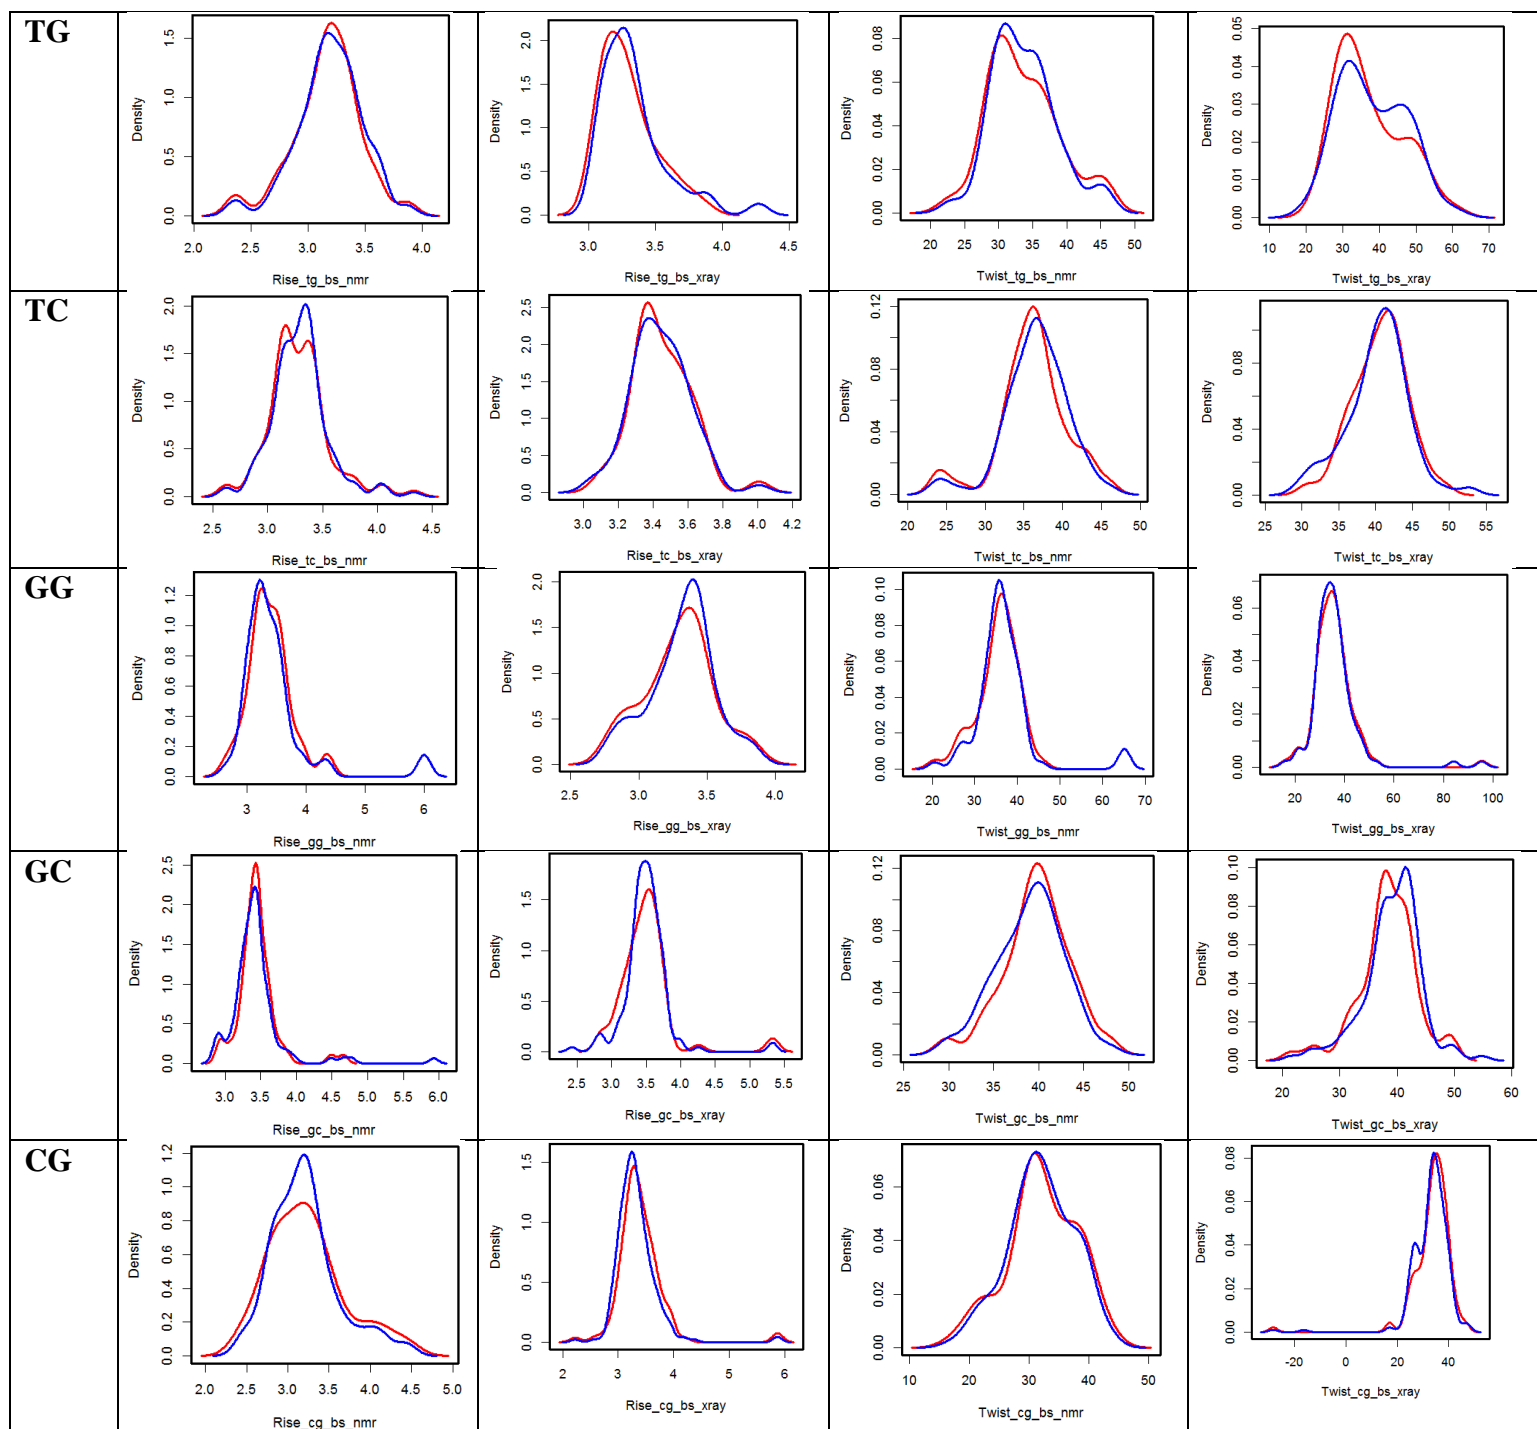 TG
Density
0.0 0.5 1.0 1.5
2.0 2.5 3.0 3.5 4.0
Rise_tg_bs_nmr
Density
0.0 0.5 1.0 1.5 2.0
3.0 3.5 4.0 4.5
Rise_tg_bs_xray
Density
0.00 0.02 0.04 0.06 0.08
20 25 30 35 40 45 50
Twist_tg_bs_nmr
Density
0.00 0.01 0.02 0.03 0.04 0.05
10 20 30 40 50 60 70
Twist_tg_bs_xray
TC
Density
0.0 0.5 1.0 1.5 2.0
2.5 3.0 3.5 4.0 4.5
Rise_tc_bs_nmr
Density
0.0 0.5 1.0 1.5 2.0 2.5
3.0 3.2 3.4 3.6 3.8 4.0 4.2
Rise_tc_bs_xray
Density
0.00 0.04 0.08 0.12
20 25 30 35 40 45 50
Twist_tc_bs_nmr
Density
0.00 0.04 0.08
25 30 35 40 45 50 55
Twist_tc_bs_xray
GG
Density
0.0 0.2 0.4 0.6 0.8 1.0 1.2
3 4 5 6
Rise_gg_bs_nmr
Density
0.0 0.5 1.0 1.5 2.0
2.5 3.0 3.5 4.0
Rise_gg_bs_xray
Density
0.00 0.02 0.04 0.06 0.08 0.10
20 30 40 50 60 70
Twist_gg_bs_nmr
Density
0.00 0.02 0.04 0.06
20 40 60 80 100
Twist_gg_bs_xray
GC
Density
0.0 0.5 1.0 1.5 2.0 2.5
3.0 3.5 4.0 4.5 5.0 5.5 6.0
Rise_gc_bs_nmr
Density
0.0 0.5 1.0 1.5
2.5 3.0 3.5 4.0 4.5 5.0 5.5
Rise_gc_bs_xray
Density
0.00 0.04 0.08 0.12
25 30 35 40 45 50
Twist_gc_bs_nmr
Density
0.00 0.02 0.04 0.06 0.08 0.10
20 30 40 50 60
Twist_gc_bs_xray
CG
Density
0.0 0.2 0.4 0.6 0.8 1.0 1.2
2.0 2.5 3.0 3.5 4.0 4.5 5.0
Rise_cg_bs_nmr
Density
0.0 0.5 1.0 1.5
2 3 4 5 6
Rise_cg_bs_xray
Density
0.00 0.02 0.04 0.06
10 20 30 40 50
Twist_cg_bs_nmr
Density
0.00 0.02 0.04 0.06 0.08
-20 0 20 40
Twist_cg_bs_xray